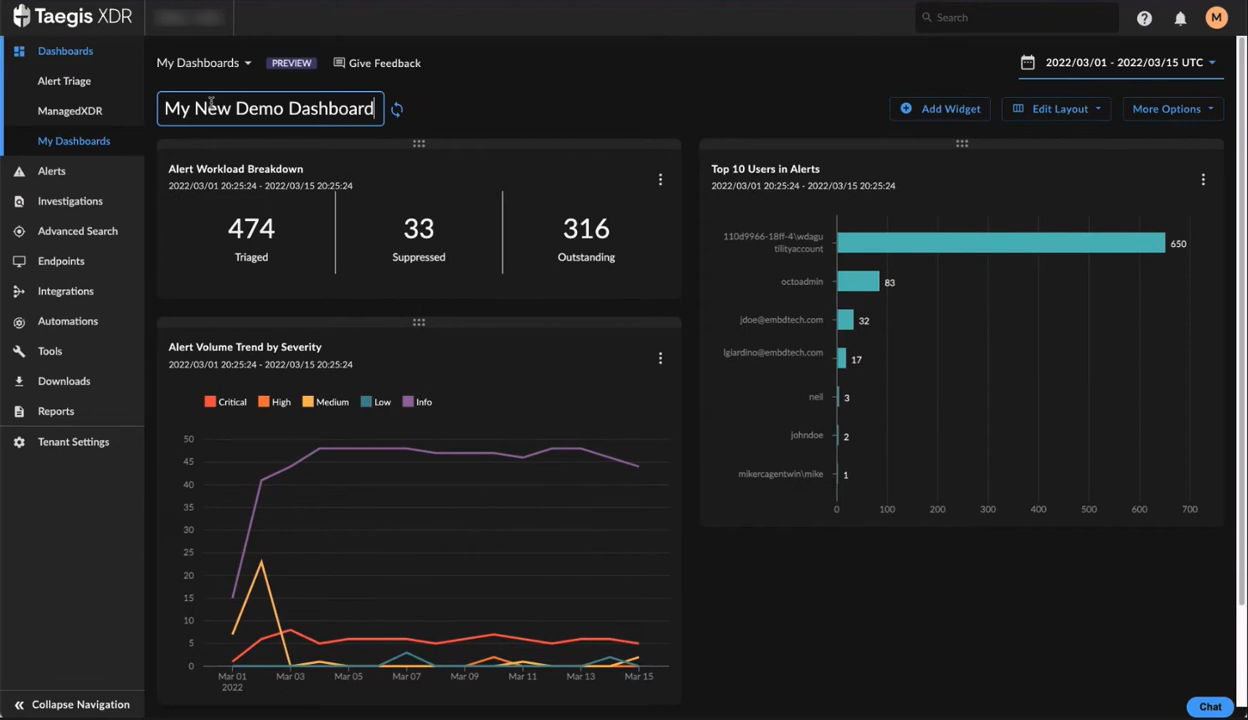 Taegis XDR
Search
M
Dashboards
Alert Triage
ManagedXDR
My Dashboards
Alerts
Investigations
Advanced Search
Endpoints
Integrations
Automations
Tools
Downloads
Reports
Tenant Settings
Collapse Navigation
My Dashboards
PREVIEW
Give Feedback
2022/03/01 - 2022/03/15 UTC
My New Demo Dashboard
Add Widget
Edit Layout
More Options
Alert Workload Breakdown
2022/03/01 20:25:24 - 2022/03/15 20:25:24
474
33
316
Triaged
Suppressed
Outstanding
Alert Volume Trend by Severity
2022/03/01 20:25:24 - 2022/03/15 20:25:24
Critical High Medium Low Info
50
45
40
35
30
25
20
15
10
5
0
Mar 01 Mar 03 Mar 05 Mar 07 Mar 09 Mar 11 Mar 13 Mar 15
2022
Top 10 Users in Alerts
2022/03/01 20:25:24 - 2022/03/15 20:25:24
110d9966-18ff-4\wdagu
tilityaccount 650
octoadmin 83
jdoe@embdtech.com 32
lgiardino@embdtech.com 17
neil 3
johndoe 2
mikercagentwin\mike 1
0 100 200 300 400 500 600 700
Chat